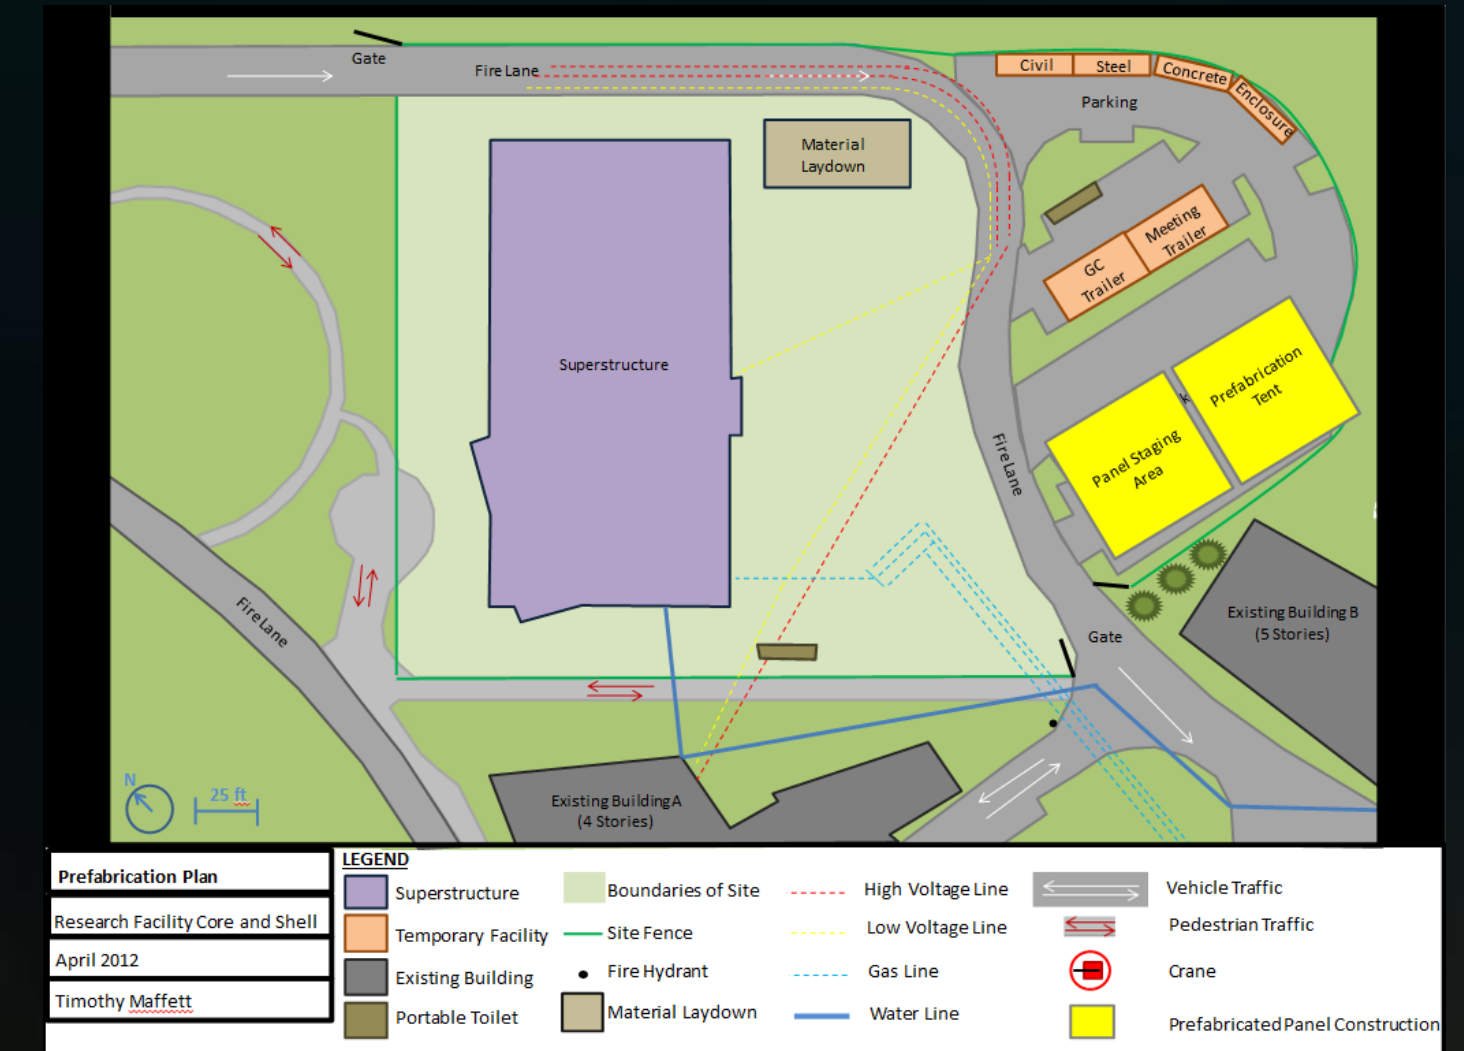 Gate
Fire Lane
Civil
Steel
Concrete
Enclosure
Parking
Material
Laydown
Meeting
Trailer
GC
Trailer
Superstructure
Prefabrication
Tent
k
Panel Staging
Area
Fire Lane
Fire Lane
Gate
Existing Building B
(5 Stories)
Existing Building A
(4 Stories)
N
25 ft
Prefabrication Plan
Research Facility Core and Shell
April 2012
Timothy Maffett
LEGEND
Superstructure
Temporary Facility
Existing Building
Portable Toilet
Boundaries of Site
Site Fence
Fire Hydrant
Material Laydown
High Voltage Line
Low Voltage Line
Gas Line
Water Line
Vehicle Traffic
Pedestrian Traffic
Crane
Prefabricated Panel Construction